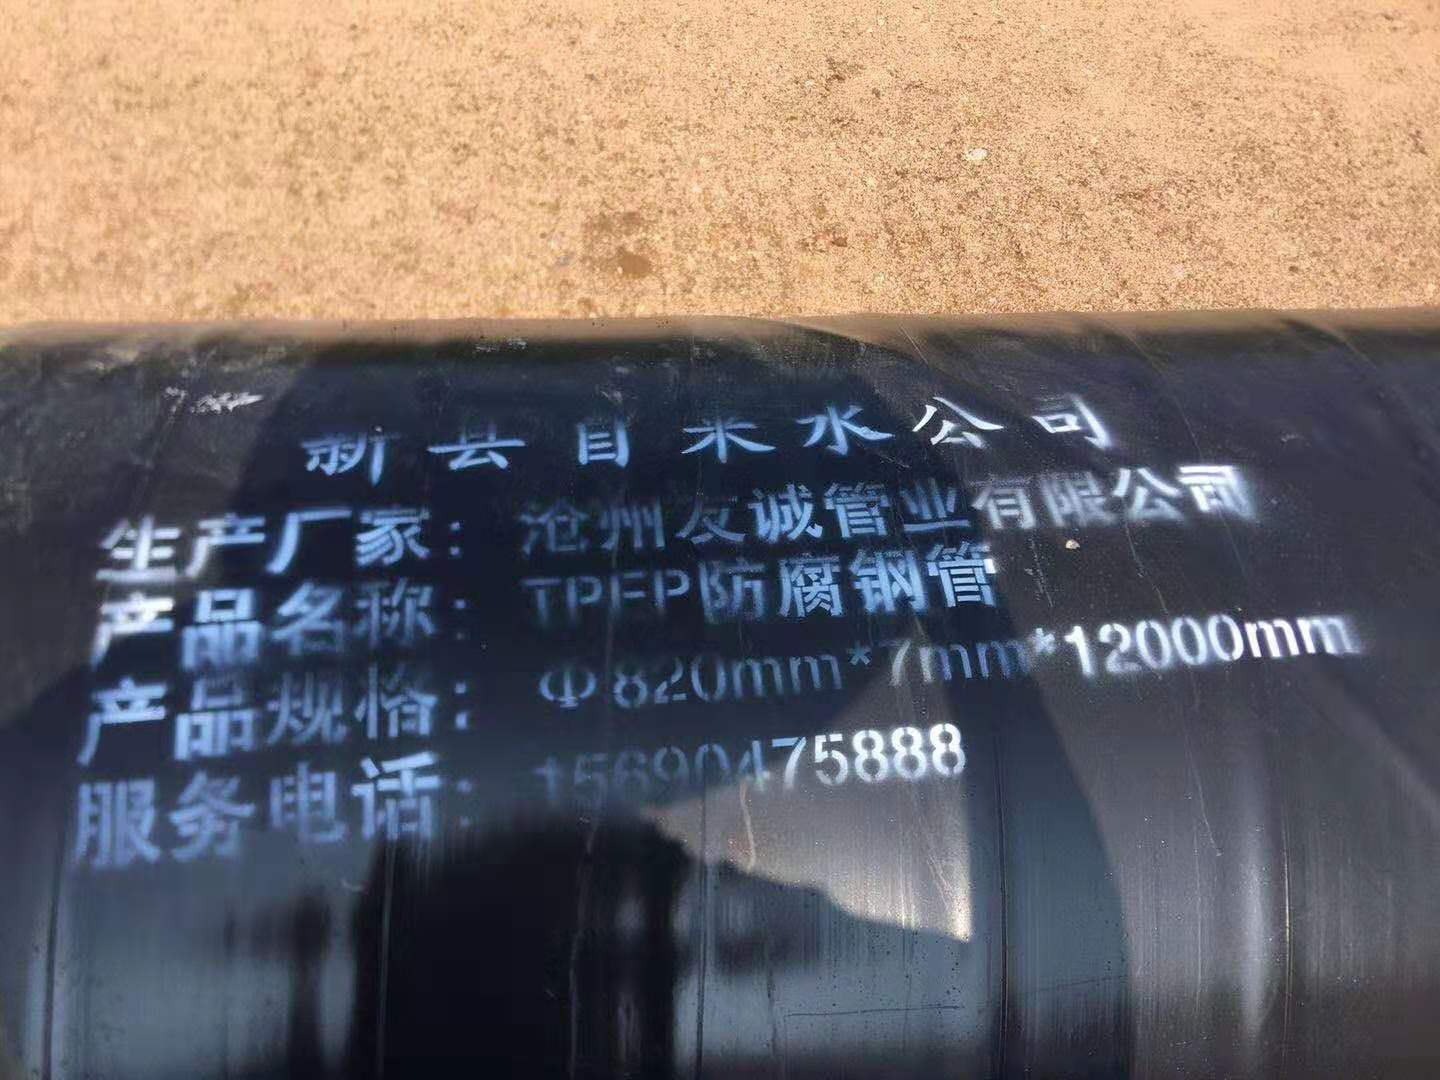 新县自来水公司
生产厂家：沧州友诚管业有限公司
产品名称：TPEP防腐钢管
产品规格：Φ820mm*7mm*12000mm
服务电话：15690475888